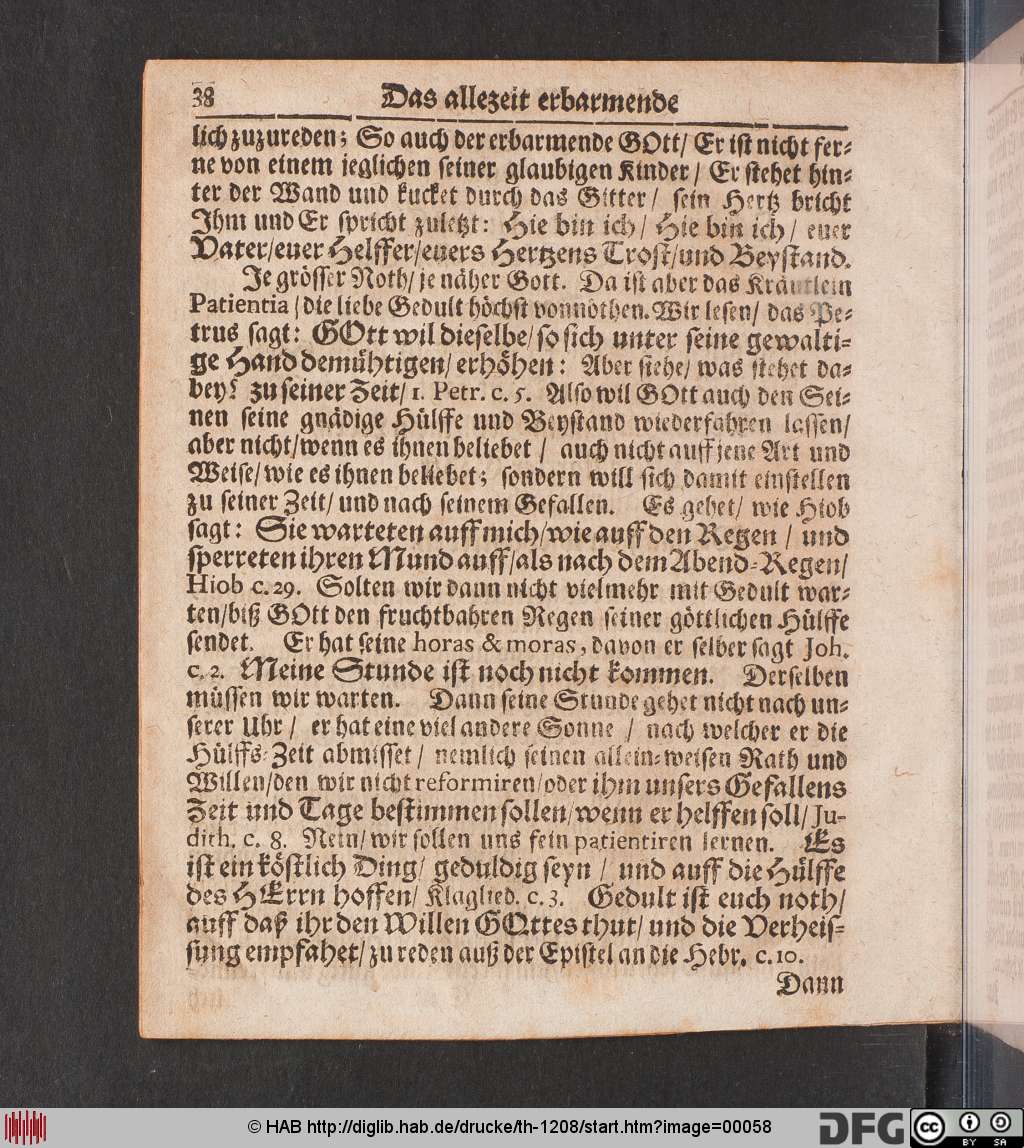 38 Das allezeit erbarmende
lich zuzureden; So auch der erbarmende GOtt/ Er ist nicht fer⸗
ne von einem jeglichen seiner glaubigen Kinder/ Er stehet hin⸗
ter der Wand und kucket durch das Gitter/ sein Hertz bricht
Ihm und Er spricht zuletzt: Hie bin ich/ Hie bin ich/ euer
Vater/euer Helffer/euers Hertzens Trost/und Beystand.
Je grösser Noth/ je näher Gott. Da ist aber das Kräutlein
Patientia/ die liebe Gedult höchst vonnöthen. Wir lesen/ das Pe⸗
trus sagt: GOtt wil dieselbe/ so sich unter seine gewalti⸗
ge Hand demühtigen/ erhöhen: Aber siehe/ was stehet da⸗
bey? zu seiner Zeit/ 1. Petr. c. 5. Also wil GOtt auch den Sei⸗
nen seine gnädige Hülffe und Beystand wiederfahren lassen/
aber nicht/wenn es ihnen beliebet/ auch nicht auff jene Art und
Weise/ wie es ihnen beliebet; sondern will sich damit einstellen
zu seiner Zeit/ und nach seinem Gefallen. Es gehet/ wie Hiob
sagt: Sie warteten auff mich/wie auff den Regen / und
sperreten ihren Mund auff/als nach dem Abend⸗Regen/
Hiob c. 29. Solten wir dann nicht vielmehr mit Gedult war⸗
ten/biß GOtt den fruchtbahren Regen seiner göttlichen Hülffe
sendet. Er hat seine horas & moras, davon er selber sagt Joh.
c. 2. Meine Stunde ist noch nicht kommen. Derselben
müssen wir warten. Dann seine Stunde gehet nicht nach un⸗
serer Uhr/ er hat eine viel andere Sonne / nach welcher er die
Hülffs⸗Zeit abmisset/ nemlich seinen allein⸗weisen Rath und
Willen/den wir nicht reformiren/oder ihm unsers Gefallens
Zeit und Tage bestimmen sollen/wenn er helffen soll/ Ju-
dith. c. 8. Nein/ wir sollen uns fein patientiren lernen. Es
ist ein köstlich Ding/ geduldig seyn / und auff die Hülffe
des HErrn hoffen/ Klaglied. c. 3. Gedult ist euch noth/
auff daß ihr den Willen GOttes thut/ und die Verheis⸗
sung empfahet/ zu reden auß der Epistel an die Hebr. c. 10.
Dann
© HAB http://diglib.hab.de/drucke/th-1208/start.htm?image=00058
DFG
cc BY SA